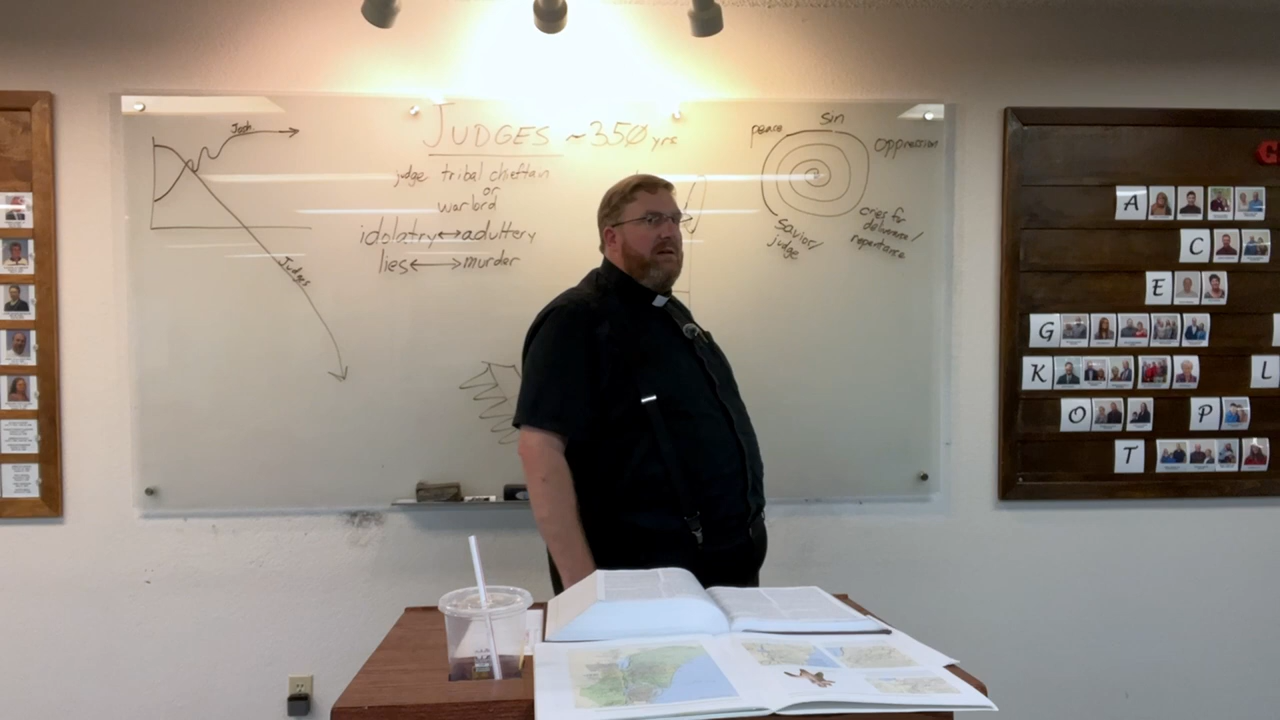 Josh
JUDGES ~350 yrs
judge tribal chieftan
or
warlord
idolatry↔adultery
lies↔murder
Judges
sin
peace
oppression
cries for
deliverance/
repentance
savior/
judge
A
C
E
G
K
L
O
P
T